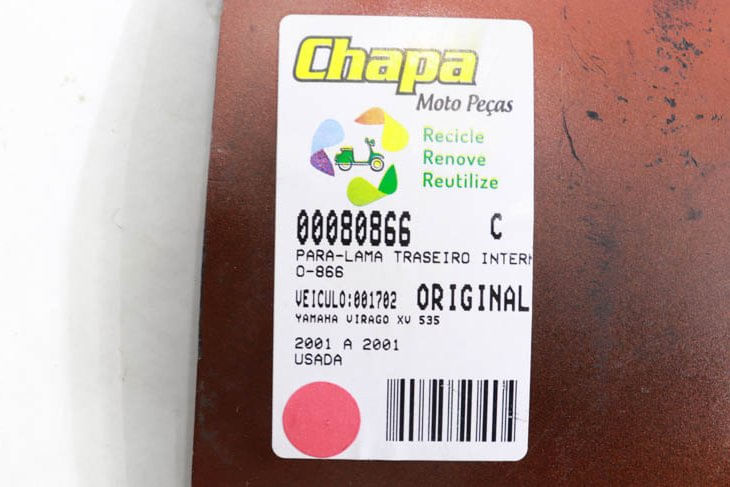 Chapa
Moto Peças
Recicle
Renove
Reutilize
00080866 C
PARA-LAMA TRASEIRO INTERN
O-866
VEICULO:001702 ORIGINAL
YAMAHA VIRAGO XV 535
2001 A 2001
USADA